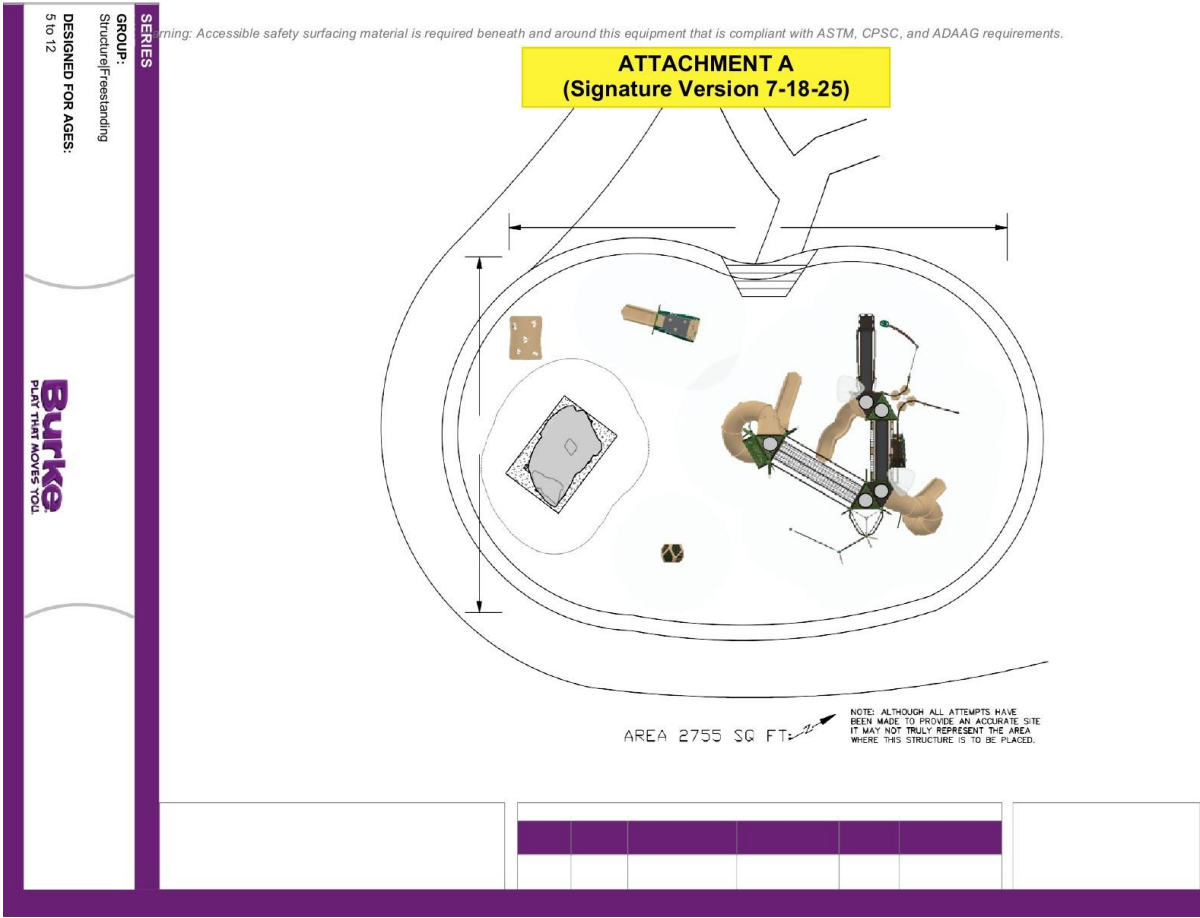 SERIES
GROUP:
Structure|Freestanding
DESIGNED FOR AGES:
5 to 12
Burke
PLAY THAT MOVES YOU.
rning: Accessible safety surfacing material is required beneath and around this equipment that is compliant with ASTM, CPSC, and ADAAG requirements.
ATTACHMENT A
(Signature Version 7-18-25)
AREA 2755 SQ FT.
N
NOTE: ALTHOUGH ALL ATTEMPTS HAVE
BEEN MADE TO PROVIDE AN ACCURATE SITE
IT MAY NOT TRULY REPRESENT THE AREA
WHERE THIS STRUCTURE IS TO BE PLACED.